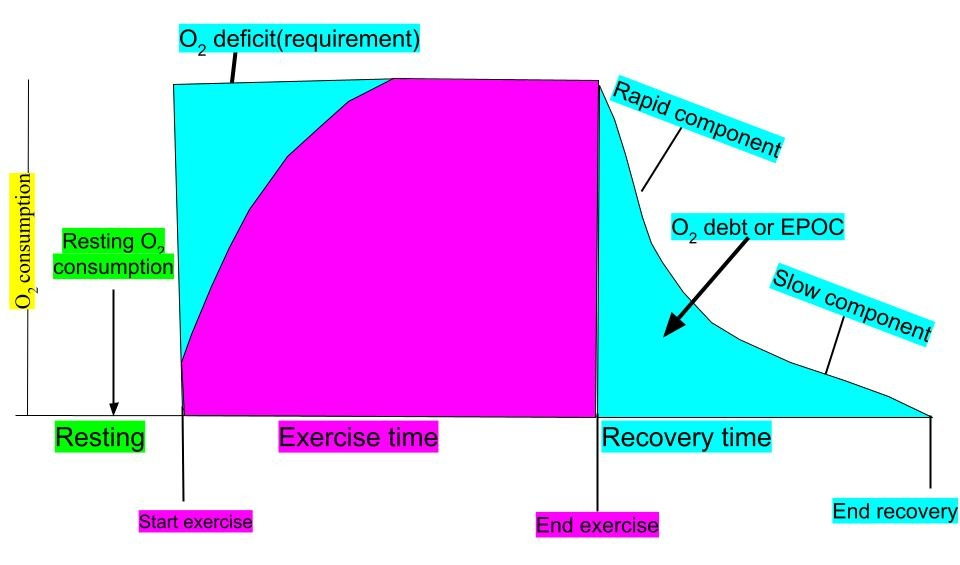 O₂ deficit(requirement)
Rapid component
O₂ consumption
Resting O₂
consumption
O₂ debt or EPOC
Slow component
Resting
Exercise time
Recovery time
Start exercise
End exercise
End recovery